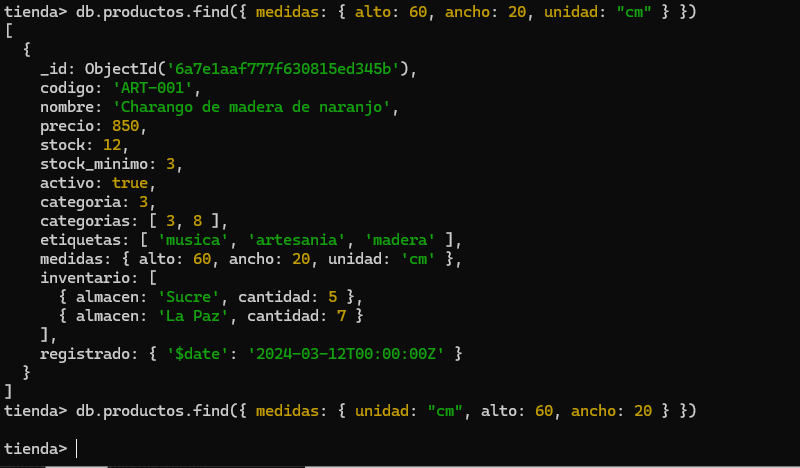 tienda> db.productos.find({ medidas: { alto: 60, ancho: 20, unidad: "cm" } })
[
  {
    _id: ObjectId('6a7e1aaf777f630815ed345b'),
    codigo: 'ART-001',
    nombre: 'Charango de madera de naranjo',
    precio: 850,
    stock: 12,
    stock_minimo: 3,
    activo: true,
    categoria: 3,
    categorias: [ 3, 8 ],
    etiquetas: [ 'musica', 'artesania', 'madera' ],
    medidas: { alto: 60, ancho: 20, unidad: 'cm' },
    inventario: [
      { almacen: 'Sucre', cantidad: 5 },
      { almacen: 'La Paz', cantidad: 7 }
    ],
    registrado: { '$date': '2024-03-12T00:00:00Z' }
  }
]
tienda> db.productos.find({ medidas: { unidad: "cm", alto: 60, ancho: 20 } })

tienda>